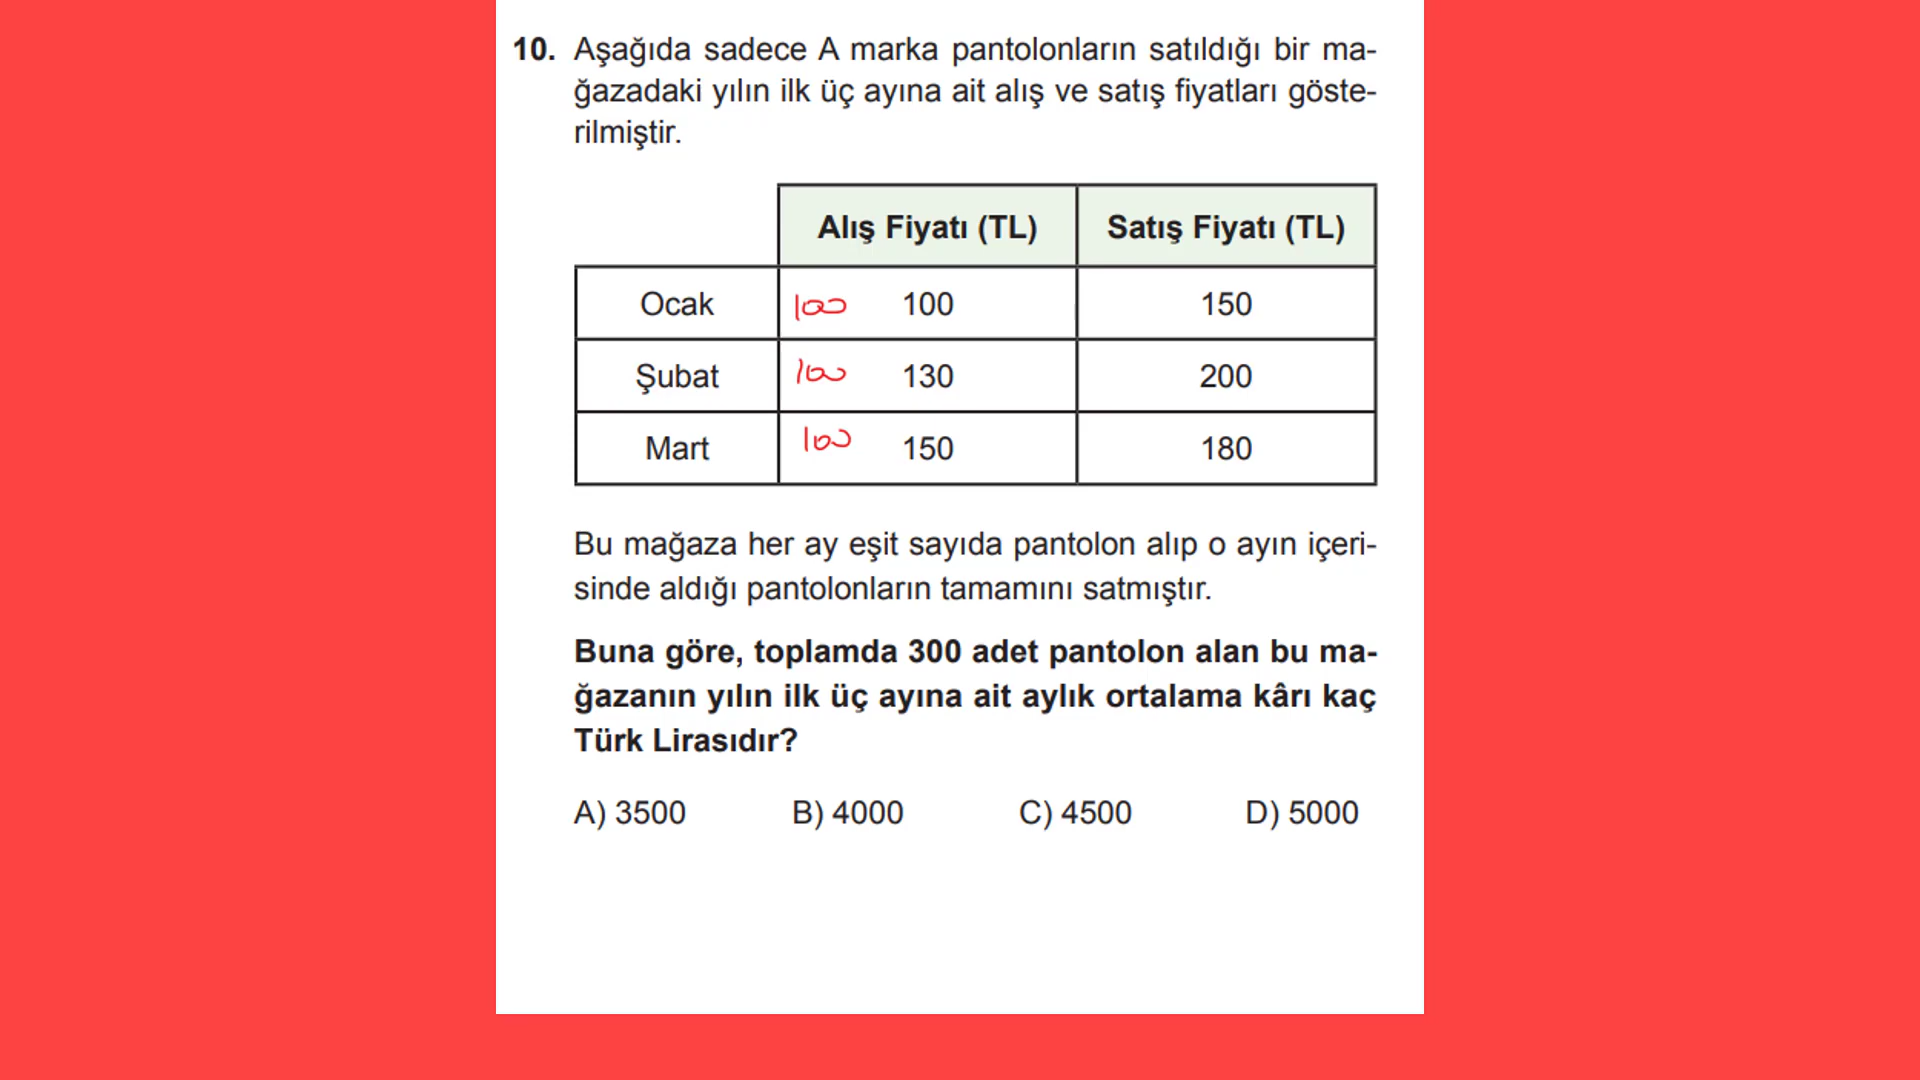 10. Aşağıda sadece A marka pantolonların satıldığı bir ma-
ğazadaki yılın ilk üç ayına ait alış ve satış fiyatları göste-
rilmiştir.
Alış Fiyatı (TL) Satış Fiyatı (TL)
Ocak 100 100 150
Şubat 100 130 200
Mart 100 150 180
Bu mağaza her ay eşit sayıda pantolon alıp o ayın içeri-
sinde aldığı pantolonların tamamını satmıştır.
Buna göre, toplamda 300 adet pantolon alan bu ma-
ğazanın yılın ilk üç ayına ait aylık ortalama kârı kaç
Türk Lirasıdır?
A) 3500 B) 4000 C) 4500 D) 5000